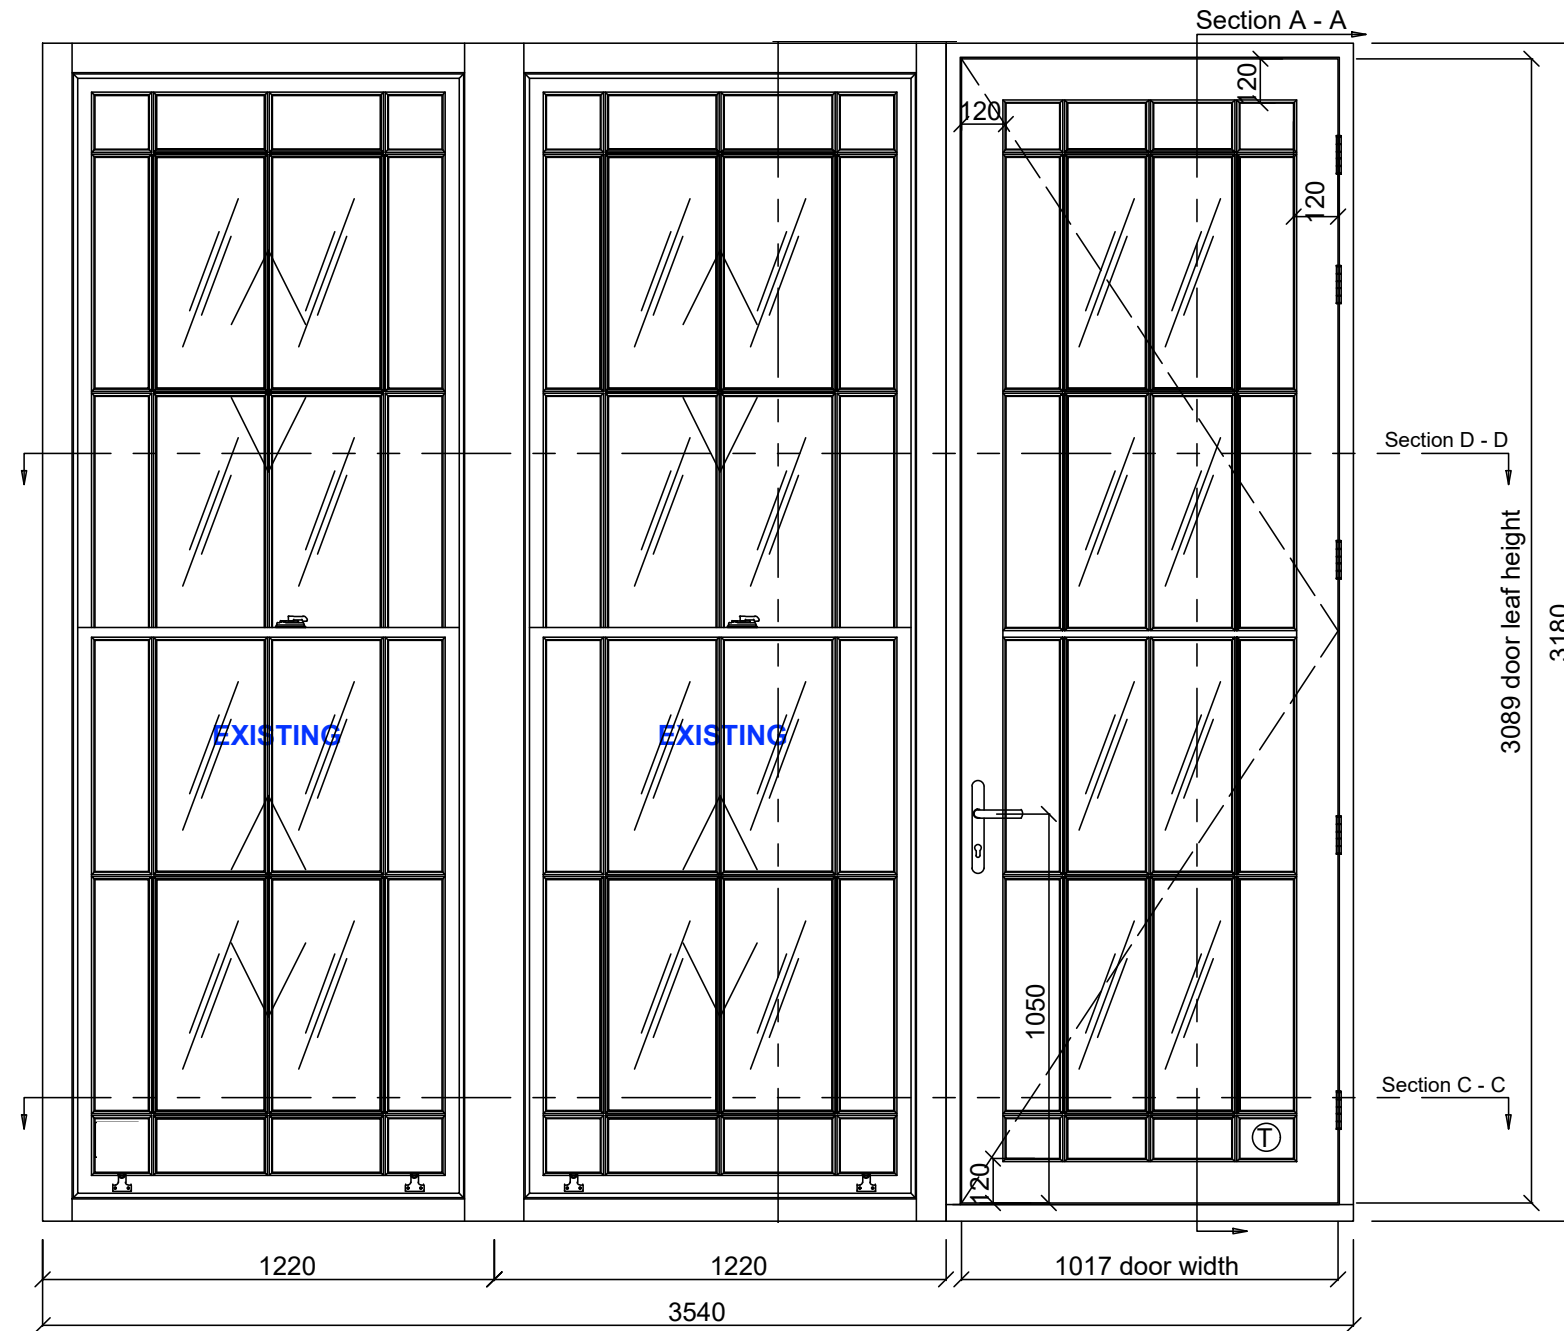 Section A - A
120
120
120
Section D - D
3089 door leaf height
3180
EXISTING
EXISTING
1050
Section C - C
T
120
1220
1220
1017 door width
3540